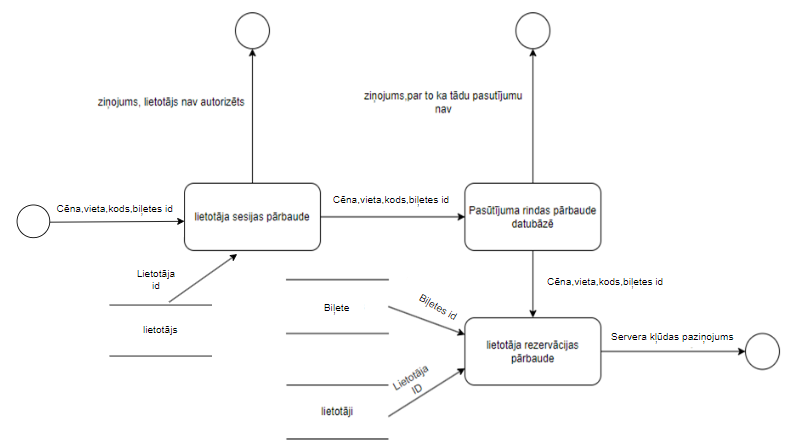 ziņojums, lietotājs nav autorizēts
ziņojums,par to ka tādu pasutījumu
nav
Cēna,vieta,kods,biļetes id
lietotāja sesijas pārbaude
Cēna,vieta,kods,biļetes id
Pasūtījuma rindas pārbaude
datubāzē
Lietotāja
id
lietotājs
Cēna,vieta,kods,biļetes id
Biļete
Biļetes id
lietotāja rezervācijas
pārbaude
Servera kļūdas paziņojums
Lietotāja
ID
lietotāji